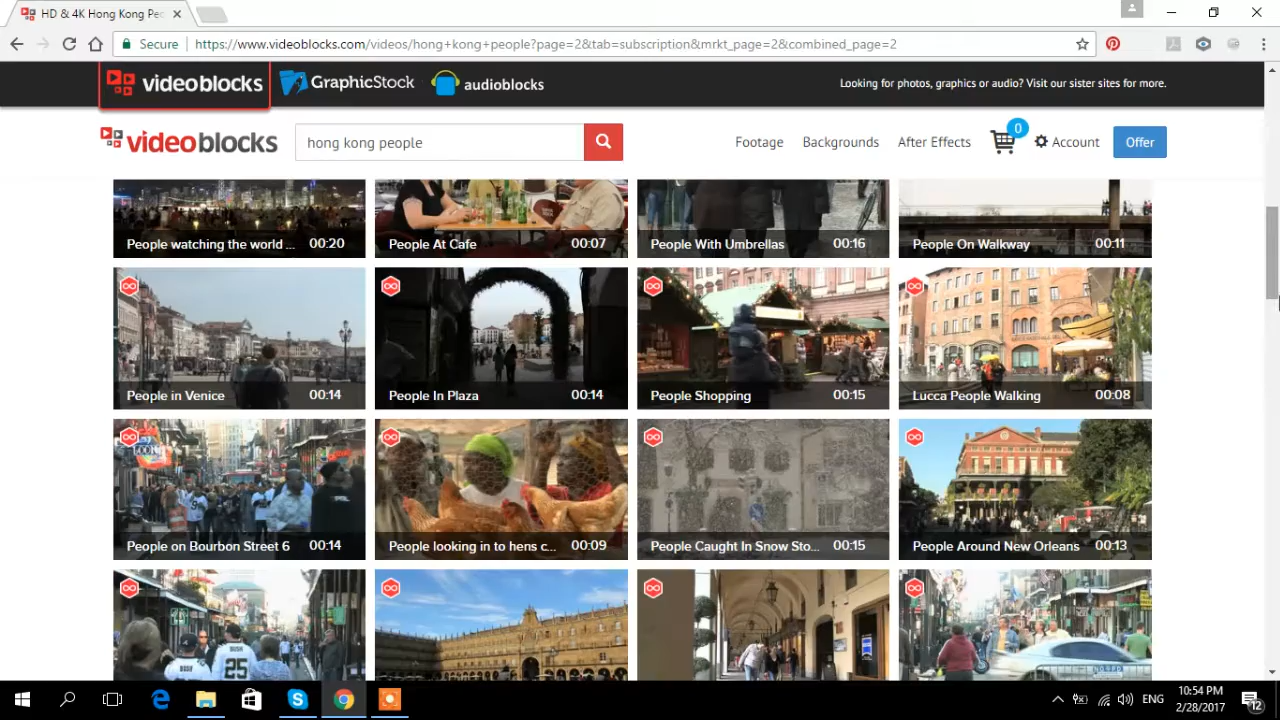 HD & 4K Hong Kong Peo
Secure
https://www.videoblocks.com/videos/hong+kong+people?page=2&tab=subscription&mrkt_page=2&combined_page=2
videoblocks
GraphicStock
audioblocks
Looking for photos, graphics or audio? Visit our sister sites for more.
videoblocks
hong kong people
Footage
Backgrounds
After Effects
0
Account
Offer
People watching the world ... 00:20
People At Cafe 00:07
People With Umbrellas 00:16
People On Walkway 00:11
People in Venice 00:14
People In Plaza 00:14
People Shopping 00:15
Lucca People Walking 00:08
People on Bourbon Street 6 00:14
People looking in to hens c... 00:09
People Caught In Snow Sto... 00:15
People Around New Orleans 00:13
BUSH
25
ENG
10:54 PM
2/28/2017
12